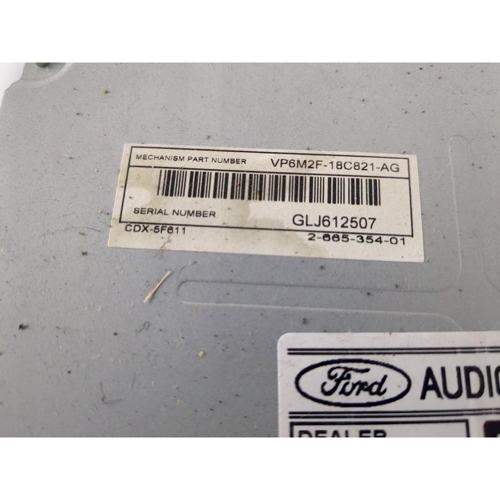 MECHANISM PART NUMBER VP6M2F-18C821-AG
SERIAL NUMBER GLJ612507
CDX-5F611 2-665-354-01
Ford AUDIO
DEALER